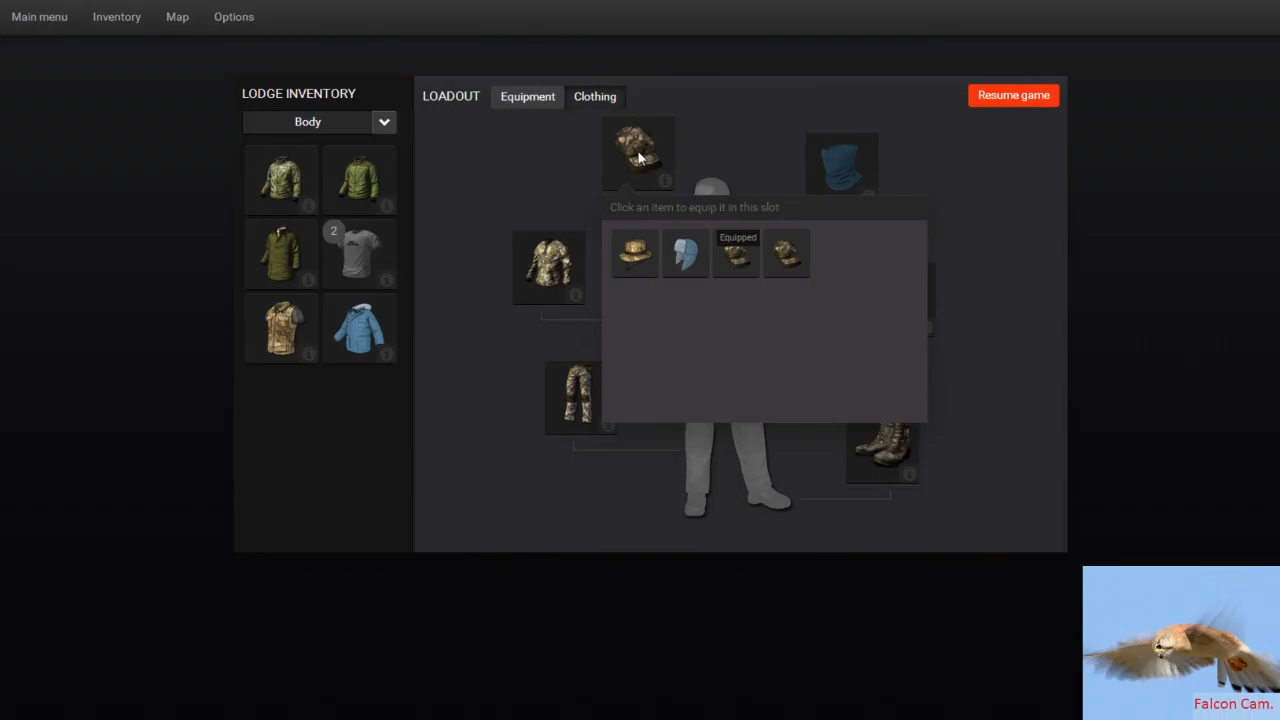 Main menu Inventory Map Options
LODGE INVENTORY
Body
2
LOADOUT Equipment Clothing
Resume game
Click an item to equip it in this slot
Equipped
Falcon Cam.